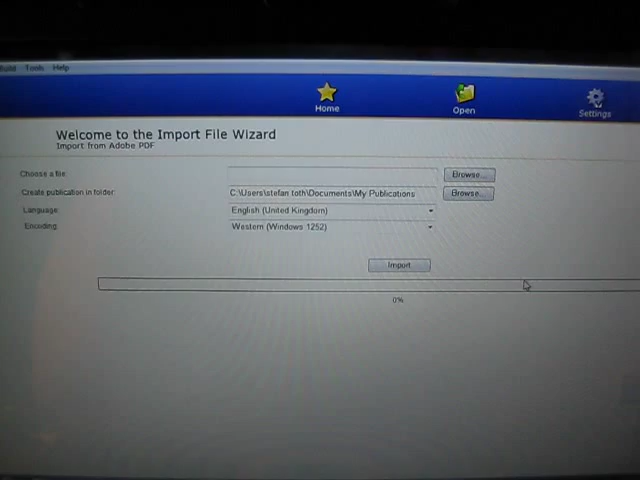 Build Tools Help
Home
Open
Settings
Welcome to the Import File Wizard
Import from Adobe PDF
Choose a file:
Browse...
Create publication in folder:
C:\Users\stefan toth\Documents\My Publications
Browse...
Language:
English (United Kingdom)
Encoding:
Western (Windows 1252)
Import
0%